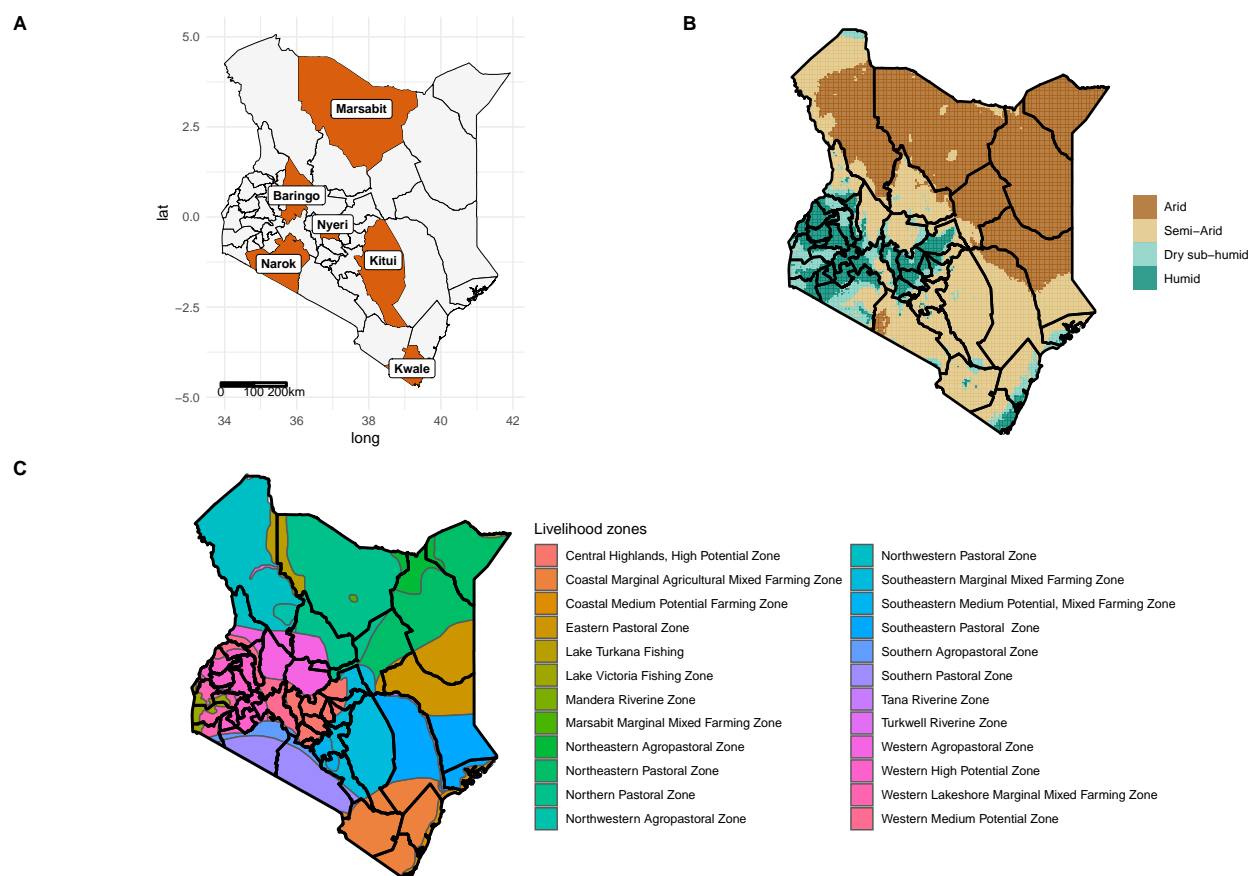 A
5.0
2.5
0.0
−2.5
−5.0
lat
Marsabit
Baringo
Nyeri
Narok
Kitui
Kwale
0 100 200km
34 36 38 40 42
long
B
Arid
Semi−Arid
Dry sub−humid
Humid
C
Livelihood zones
Central Highlands, High Potential Zone
Coastal Marginal Agricultural Mixed Farming Zone
Coastal Medium Potential Farming Zone
Eastern Pastoral Zone
Lake Turkana Fishing
Lake Victoria Fishing Zone
Mandera Riverine Zone
Marsabit Marginal Mixed Farming Zone
Northeastern Agropastoral Zone
Northeastern Pastoral Zone
Northern Pastoral Zone
Northwestern Agropastoral Zone
Northwestern Pastoral Zone
Southeastern Marginal Mixed Farming Zone
Southeastern Medium Potential, Mixed Farming Zone
Southeastern Pastoral  Zone
Southern Agropastoral Zone
Southern Pastoral Zone
Tana Riverine Zone
Turkwell Riverine Zone
Western Agropastoral Zone
Western High Potential Zone
Western Lakeshore Marginal Mixed Farming Zone
Western Medium Potential Zone